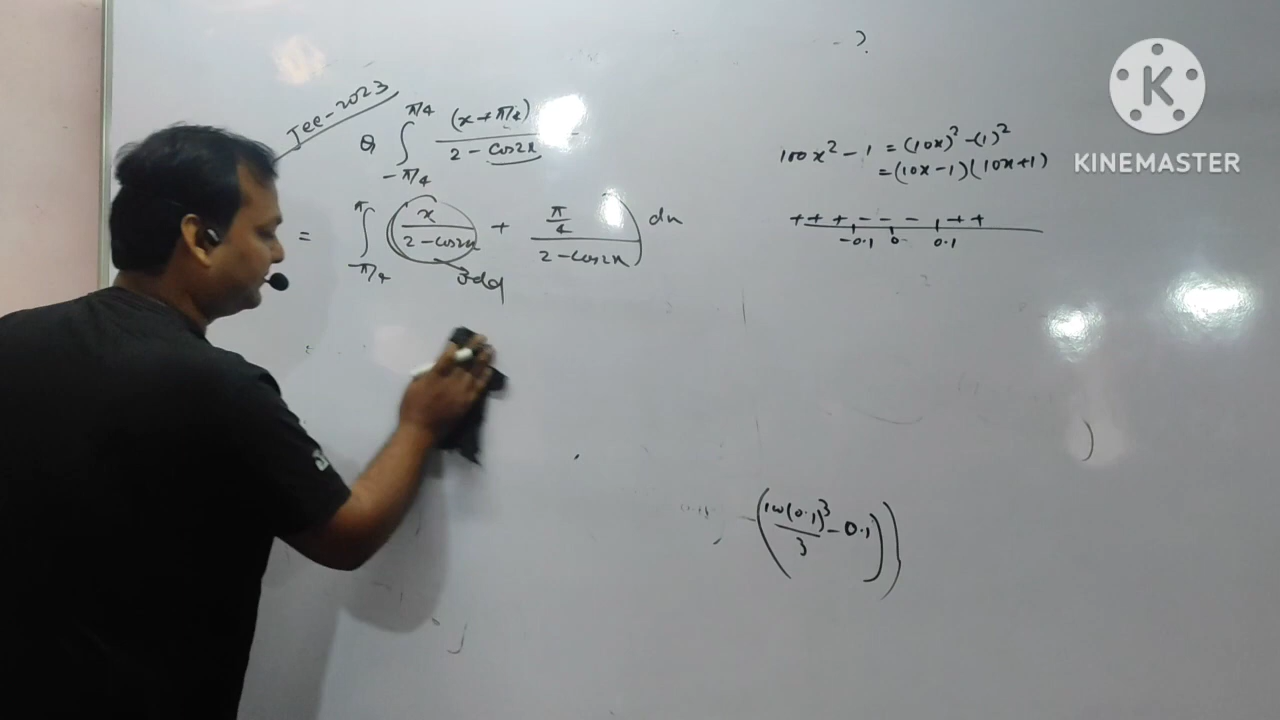 Jee-2023
Q ∫_{-π/4}^{π/4} (x+π/4) / (2 - cos2x)
= ∫_{-π/4}^{π} ( x / (2 - cos2x) + (π/4) / (2 - cos2x) ) dx
odd
?
100x² - 1 = (10x)² - (1)²
= (10x-1)(10x+1)
+ + + - - - + +
-0.1 0 0.1
- (100(0.1)³/3 - 0.1))
)
K
KINEMASTER